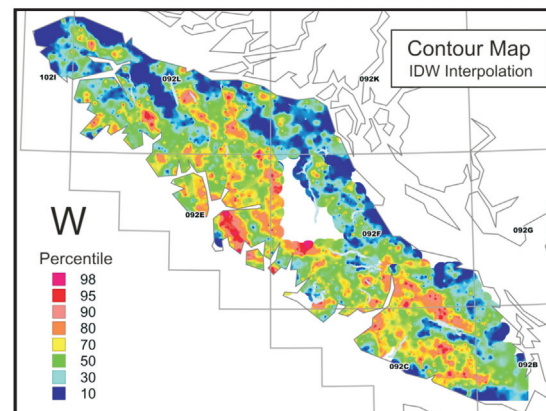 Contour Map
IDW Interpolation
102I
092L
092K
092E
092F
092G
092C
092B
W
Percentile
98
95
90
80
70
50
30
10